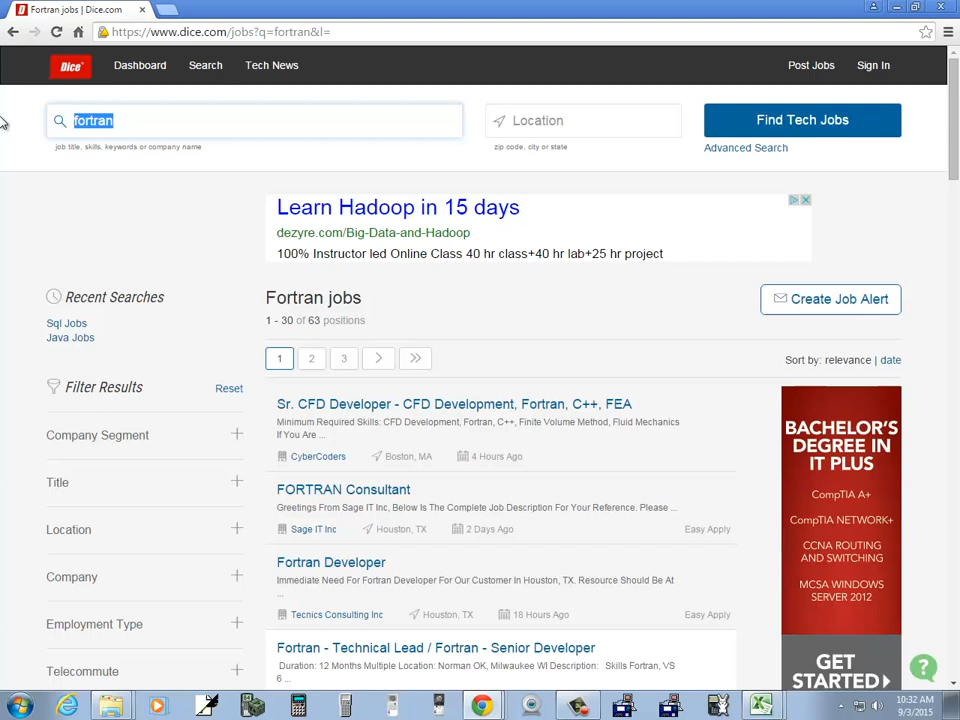 Fortran jobs | Dice.com
https://www.dice.com/jobs?q=fortran&l=
Dice
Dashboard
Search
Tech News
Post Jobs
Sign In
fortran
Location
Find Tech Jobs
job title, skills, keywords or company name
zip code, city or state
Advanced Search
Learn Hadoop in 15 days
dezyre.com/Big-Data-and-Hadoop
100% Instructor led Online Class 40 hr class+40 hr lab+25 hr project
Recent Searches
Sql Jobs
Java Jobs
Filter Results
Reset
Company Segment
Title
Location
Company
Employment Type
Telecommute
Fortran jobs
1 - 30 of 63 positions
Create Job Alert
1 2 3 > >>
Sort by: relevance | date
Sr. CFD Developer - CFD Development, Fortran, C++, FEA
Minimum Required Skills: CFD Development, Fortran, C++, Finite Volume Method, Fluid Mechanics
If You Are ...
CyberCoders Boston, MA 4 Hours Ago
FORTRAN Consultant
Greetings From Sage IT Inc, Below Is The Complete Job Description For Your Reference. Please ...
Sage IT Inc Houston, TX 2 Days Ago Easy Apply
Fortran Developer
Immediate Need For Fortran Developer For Our Customer In Houston, TX. Resource Should Be At
...
Tecnics Consulting Inc Houston, TX 18 Hours Ago Easy Apply
Fortran - Technical Lead / Fortran - Senior Developer
Duration: 12 Months Multiple Location: Norman OK, Milwaukee WI Description: Skills Fortran, VS
6 ...
BACHELOR'S
DEGREE IN
IT PLUS
CompTIA A+
CompTIA NETWORK+
CCNA ROUTING
AND SWITCHING
MCSA WINDOWS
SERVER 2012
GET
STARTED
?
10:32 AM
9/3/2015